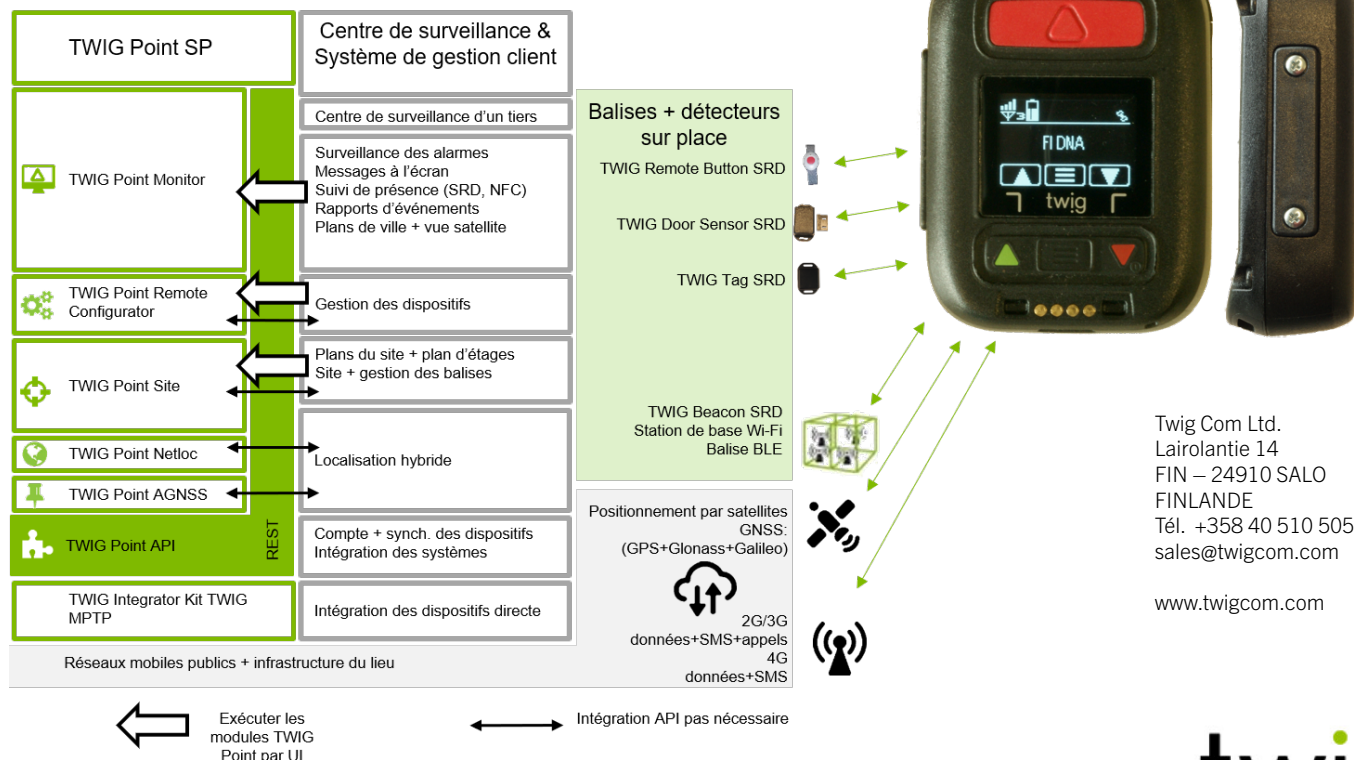 TWIG Point SP
Centre de surveillance &
Système de gestion client
TWIG Point Monitor
TWIG Point Remote
Configurator
TWIG Point Site
TWIG Point Netloc
TWIG Point AGNSS
TWIG Point API
REST
TWIG Integrator Kit TWIG
MPTP
Centre de surveillance d'un tiers
Surveillance des alarmes
Messages à l'écran
Suivi de présence (SRD, NFC)
Rapports d'événements
Plans de ville + vue satellite
Gestion des dispositifs
Plans du site + plan d'étages
Site + gestion des balises
Localisation hybride
Compte + synch. des dispositifs
Intégration des systèmes
Intégration des dispositifs directe
Réseaux mobiles publics + infrastructure du lieu
Balises + détecteurs
sur place
TWIG Remote Button SRD
TWIG Door Sensor SRD
TWIG Tag SRD
TWIG Beacon SRD
Station de base Wi-Fi
Balise BLE
Positionnement par satellites
GNSS:
(GPS+Glonass+Galileo)
2G/3G
données+SMS+appels
4G
données+SMS
Exécuter les
modules TWIG
Point par UI
Intégration API pas nécessaire
3
FI DNA
twig
Twig Com Ltd.
Lairolantie 14
FIN – 24910 SALO
FINLANDE
Tél. +358 40 510 505
sales@twigcom.com
www.twigcom.com
twi